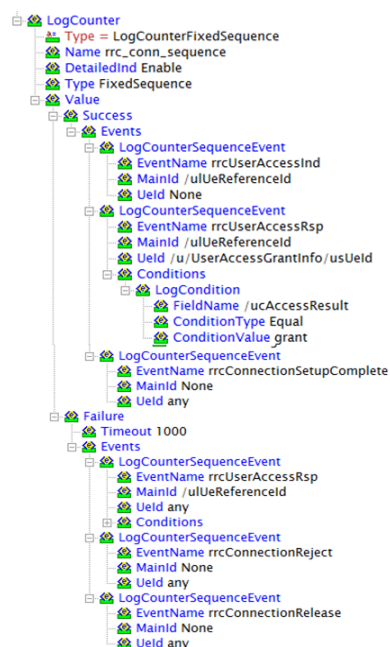 LogCounter
Type = LogCounterFixedSequence
Name rrc_conn_sequence
DetailedInd Enable
Type FixedSequence
Value
Success
Events
LogCounterSequenceEvent
EventName rrcUserAccessInd
MainId /ulUeReferenceId
UeId None
LogCounterSequenceEvent
EventName rrcUserAccessRsp
MainId /ulUeReferenceId
UeId /u/UserAccessGrantInfo/usUeId
Conditions
LogCondition
FieldName /ucAccessResult
ConditionType Equal
ConditionValue grant
LogCounterSequenceEvent
EventName rrcConnectionSetupComplete
MainId None
UeId any
Failure
Timeout 1000
Events
LogCounterSequenceEvent
EventName rrcUserAccessRsp
MainId /ulUeReferenceId
UeId any
Conditions
LogCounterSequenceEvent
EventName rrcConnectionReject
MainId None
UeId any
LogCounterSequenceEvent
EventName rrcConnectionRelease
MainId None
UeId any